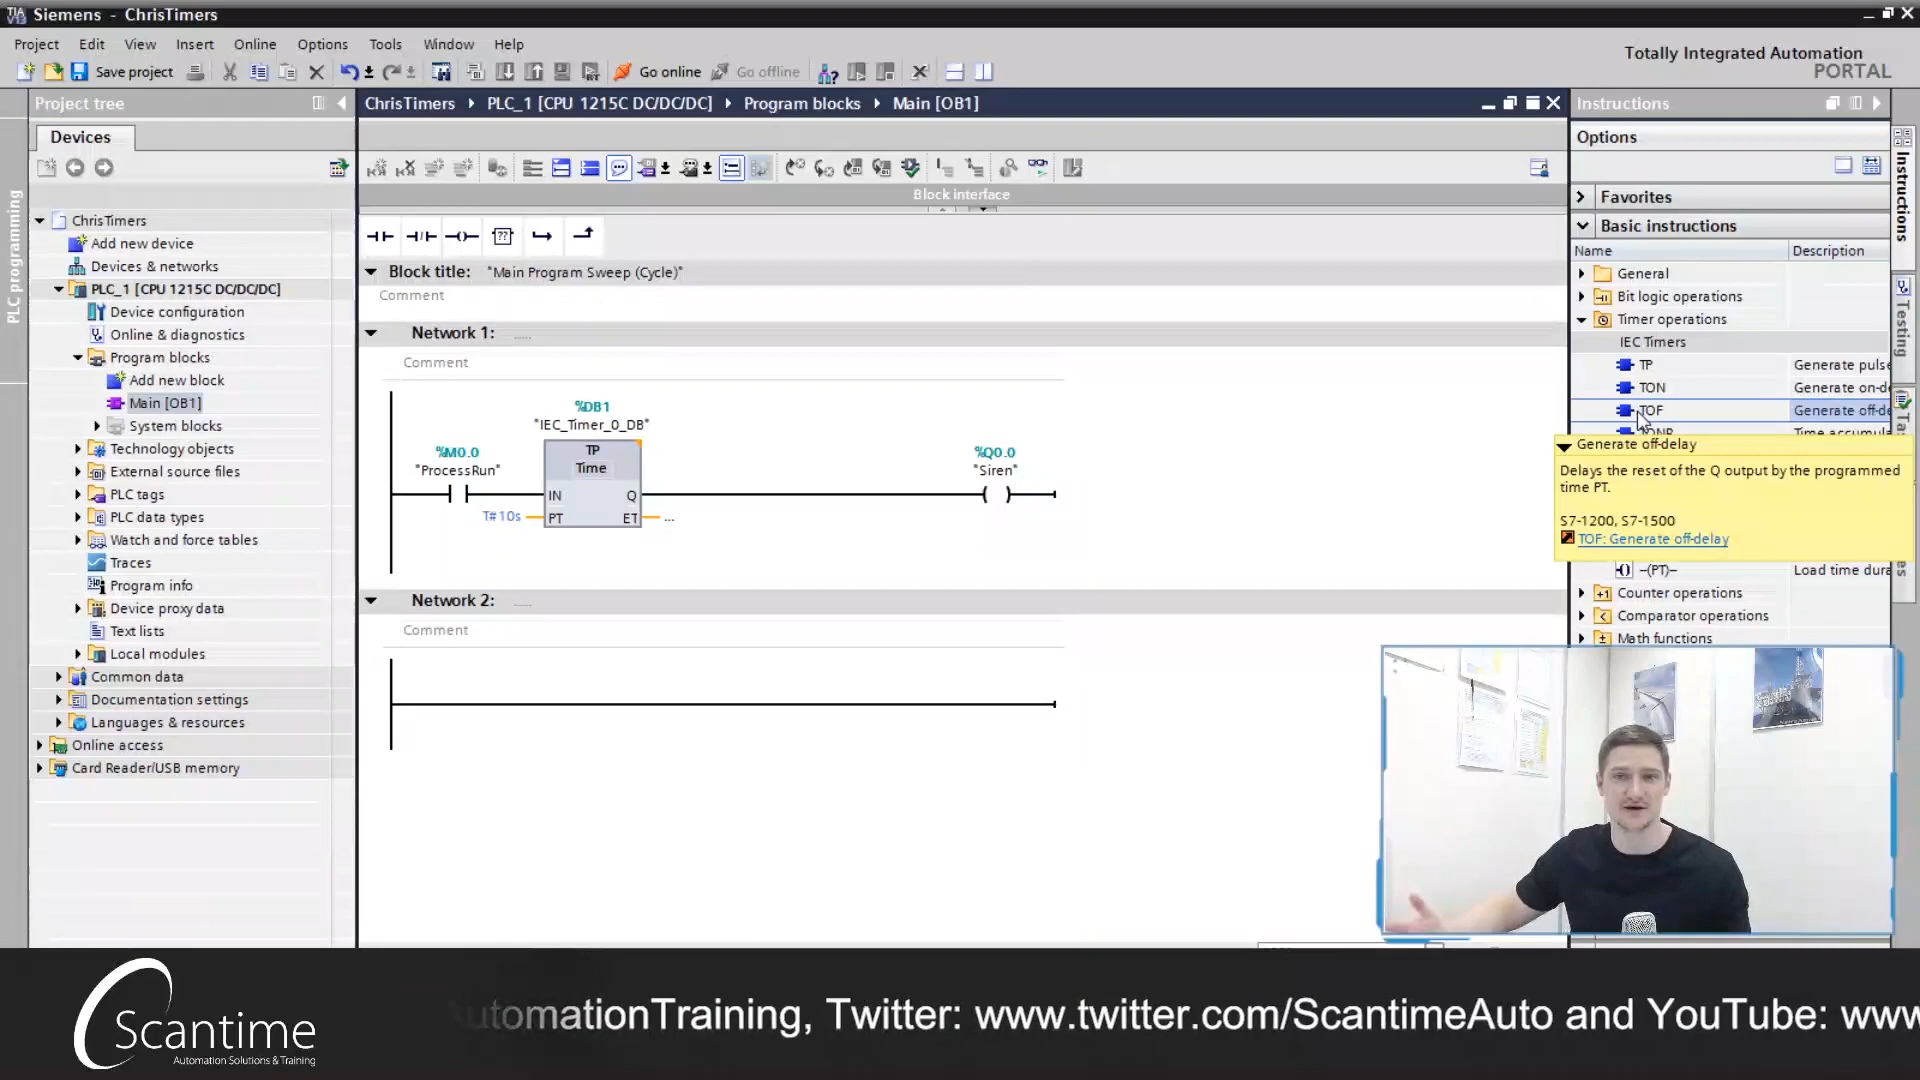 Siemens - ChrisTimers
Project Edit View Insert Online Options Tools Window Help
Totally Integrated Automation
PORTAL
Save project
Go online
Go offline
Project tree
ChrisTimers
PLC_1 [CPU 1215C DC/DC/DC]
Program blocks
Main [OB1]
Instructions
Devices
Options
PLC programming
Block interface
ChrisTimers
Add new device
Devices & networks
PLC_1 [CPU 1215C DC/DC/DC]
Device configuration
Online & diagnostics
Program blocks
Add new block
Main [OB1]
System blocks
Technology objects
External source files
PLC tags
PLC data types
Watch and force tables
Traces
Program info
Device proxy data
Text lists
Local modules
Common data
Documentation settings
Languages & resources
Online access
Card Reader/USB memory
Block title: "Main Program Sweep (Cycle)"
Comment
Network 1: .....
Comment
%DB1
"IEC_Timer_0_DB"
%M0.0
"ProcessRun"
TP
Time
IN Q
T#10s PT ET ...
%Q0.0
"Siren"
Network 2: .....
Comment
Favorites
Basic instructions
Name Description
General
Bit logic operations
Timer operations
IEC Timers
TP Generate pulse
TON Generate on-d
TOF Generate off-de
Generate off-delay
Delays the reset of the Q output by the programmed
time PT.
S7-1200, S7-1500
TOF: Generate off-delay
-(PT)- Load time dura
Counter operations
Comparator operations
Math functions
Instructions
Testing
Scantime
Automation Solutions & Training
utomationTraining, Twitter: www.twitter.com/ScantimeAuto and YouTube: www